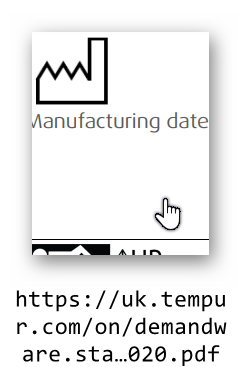 Manufacturing date
https://uk.tempu
r.com/on/demandw
are.sta…020.pdf